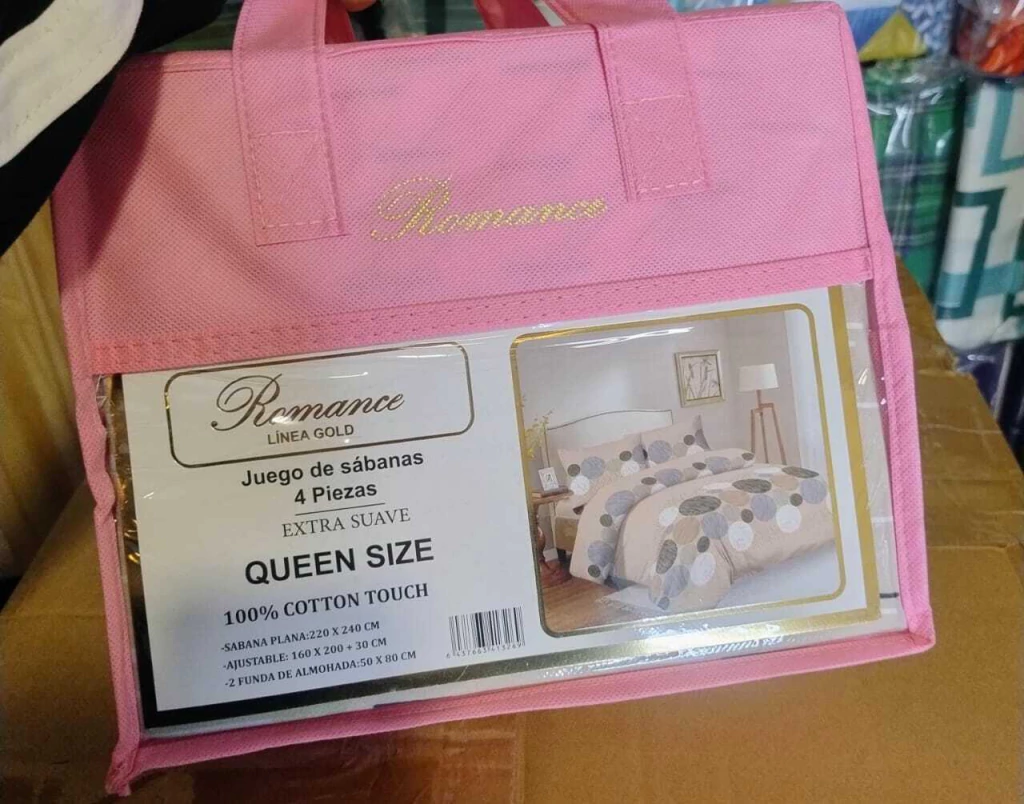 Romance
Romance
LÍNEA GOLD
Juego de sábanas
4 Piezas
EXTRA SUAVE
QUEEN SIZE
100% COTTON TOUCH
-SABANA PLANA:220 X 240 CM
-AJUSTABLE: 160 X 200 + 30 CM
-2 FUNDA DE ALMOHADA:50 X 80 CM